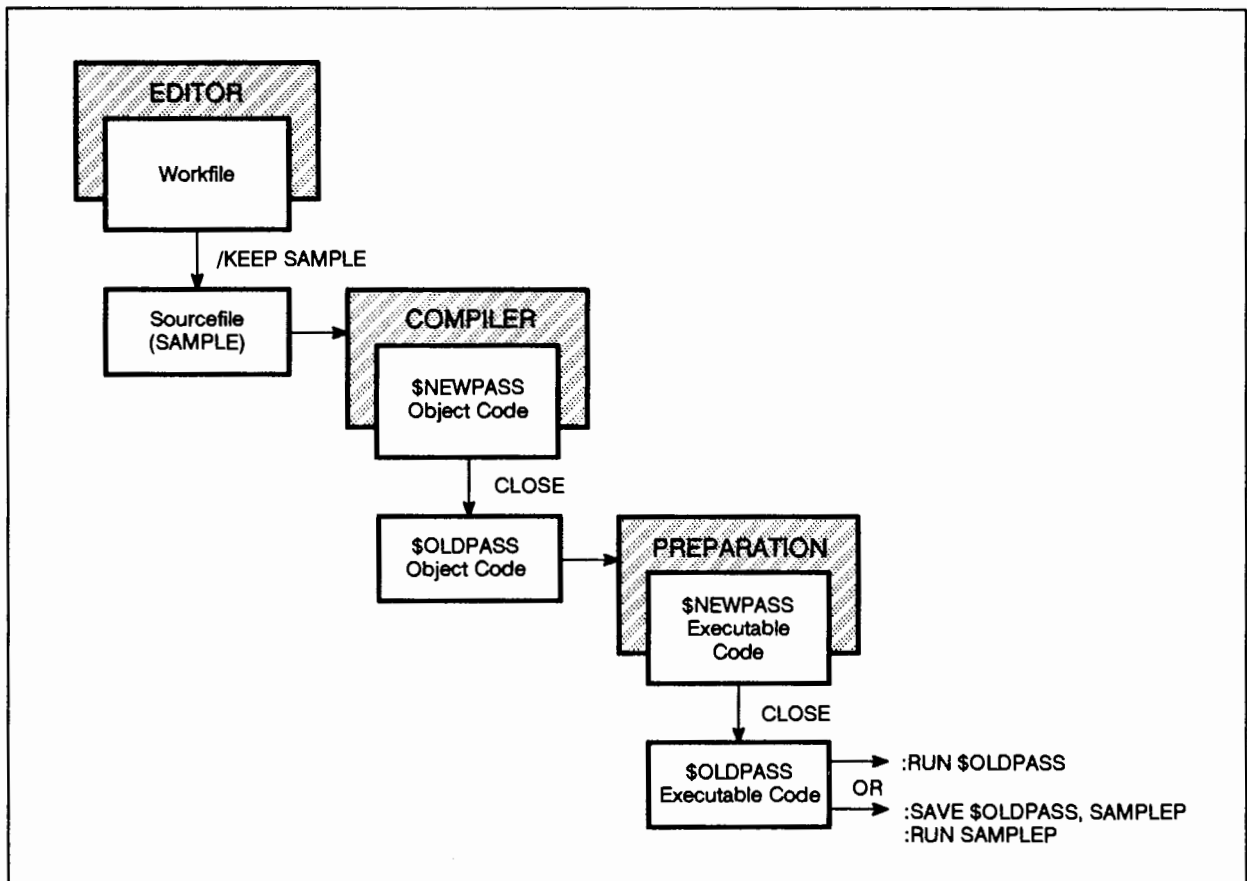 EDITOR
Workfile
/KEEP SAMPLE
Sourcefile
(SAMPLE)
COMPILER
$NEWPASS
Object Code
CLOSE
$OLDPASS
Object Code
PREPARATION
$NEWPASS
Executable
Code
CLOSE
$OLDPASS
Executable Code
:RUN $OLDPASS
OR
:SAVE $OLDPASS, SAMPLEP
:RUN SAMPLEP